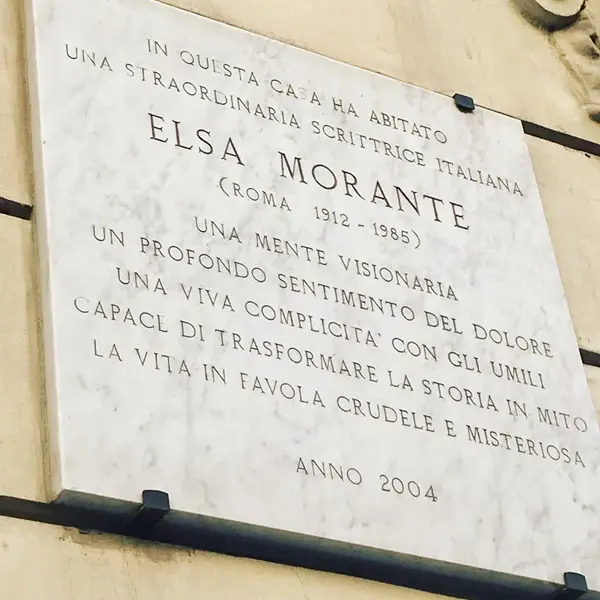 IN QUESTA CASA HA ABITATO
UNA STRAORDINARIA SCRITTRICE ITALIANA
ELSA MORANTE
(ROMA 1912 - 1985)
UNA MENTE VISIONARIA
UN PROFONDO SENTIMENTO DEL DOLORE
UNA VIVA COMPLICITA' CON GLI UMILI
CAPACE DI TRASFORMARE LA STORIA IN MITO
LA VITA IN FAVOLA CRUDELE E MISTERIOSA
ANNO 2004